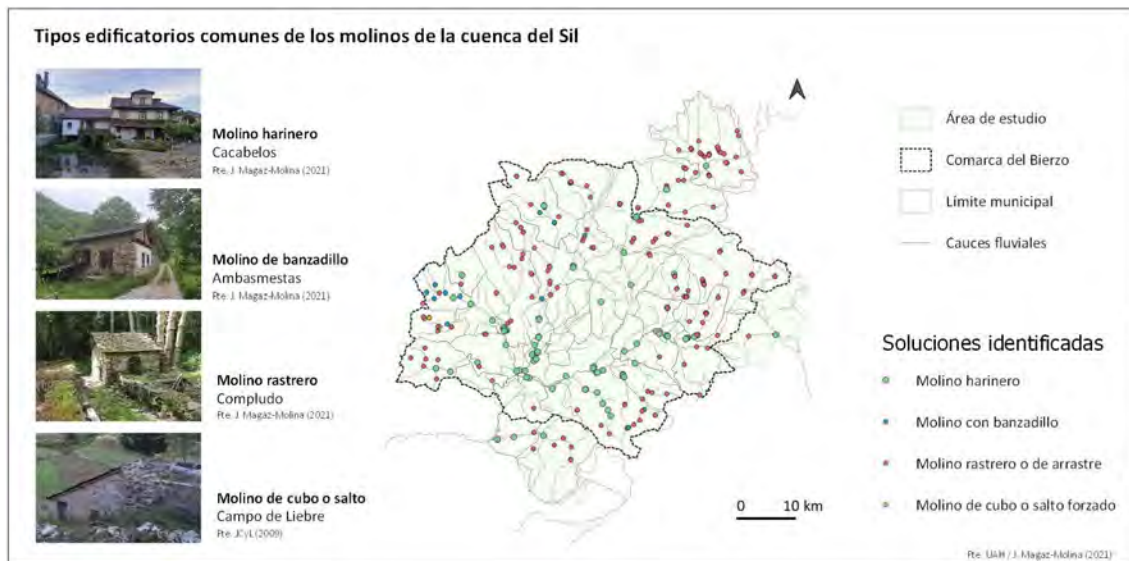 Tipos edificatorios comunes de los molinos de la cuenca del Sil
Molino harinero
Cacabelos
Fte. J. Magaz-Molina (2021)
Molino de banzadillo
Ambasmestas
Fte. J. Magaz-Molina (2021)
Molino rastrero
Compludo
Fte. J. Magaz-Molina (2021)
Molino de cubo o salto
Campo de Liebre
Fte. JCyL (2009)
0 10 km
Área de estudio
Comarca del Bierzo
Límite municipal
Cauces fluviales
Soluciones identificadas
Molino harinero
Molino con banzadillo
Molino rastrero o de arrastre
Molino de cubo o salto forzado
Fte. UAH / J. Magaz-Molina (2021)